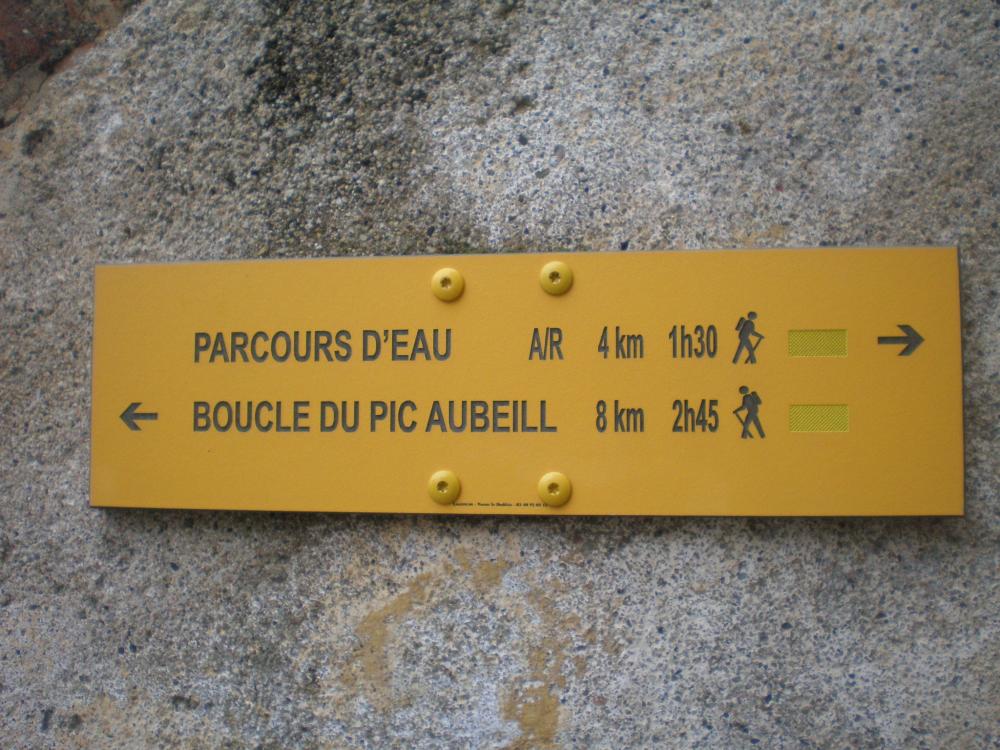 PARCOURS D'EAU A/R 4 km 1h30
BOUCLE DU PIC AUBEILL 8 km 2h45